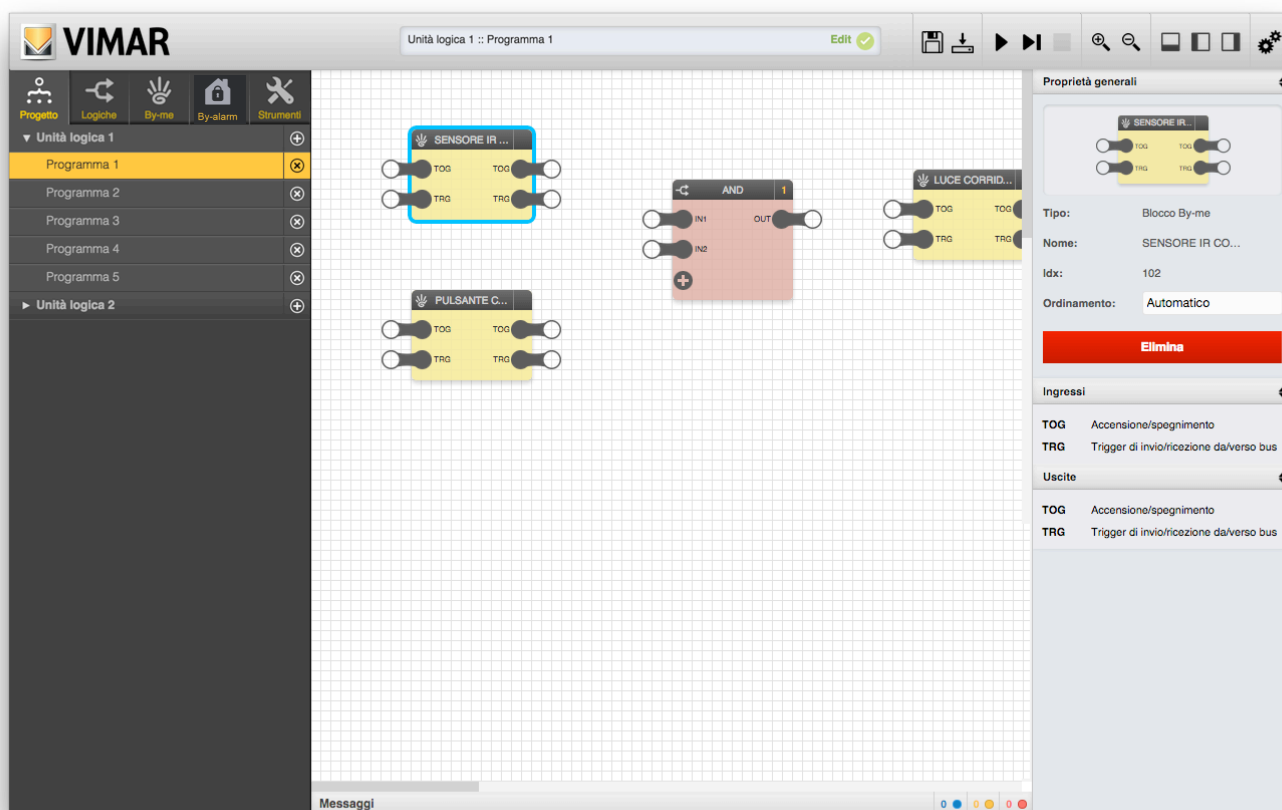 VIMAR
Unità logica 1 :: Programma 1
Edit
Progetto
Logiche
By-me
By-alarm
Strumenti
Unità logica 1
Programma 1
Programma 2
Programma 3
Programma 4
Programma 5
Unità logica 2
SENSORE IR ...
TOG TOG
TRG TRG
PULSANTE C...
TOG TOG
TRG TRG
AND 1
IN1 OUT
IN2
LUCE CORRID...
TOG TOG
TRG TRG
Messaggi
0 0 0
Proprietà generali
SENSORE IR...
TOG TOG
TRG TRG
Tipo: Blocco By-me
Nome: SENSORE IR CO...
Idx: 102
Ordinamento: Automatico
Elimina
Ingressi
TOG Accensione/spegnimento
TRG Trigger di invio/ricezione da/verso bus
Uscite
TOG Accensione/spegnimento
TRG Trigger di invio/ricezione da/verso bus